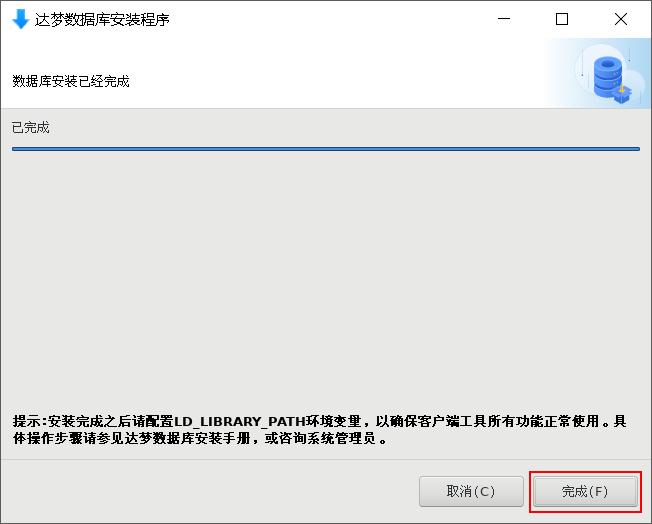 达梦数据库安装程序
数据库安装已经完成
已完成
提示:安装完成之后请配置LD_LIBRARY_PATH环境变量，以确保客户端工具所有功能正常使用。具
体操作步骤请参见达梦数据库安装手册，或咨询系统管理员。
取消(C)
完成(F)